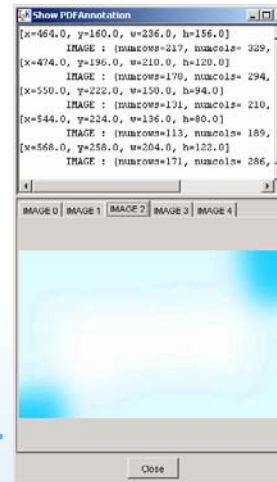 Show PDFAnnotation
[x=464.0, y=160.0, w=236.0, h=156.0]
IMAGE : {numrows=217, numcols= 329,
[x=474.0, y=196.0, w=210.0, h=120.0]
IMAGE : {numrows=170, numcols= 294,
[x=550.0, y=222.0, w=150.0, h=94.0]
IMAGE : {numrows=131, numcols= 210,
[x=544.0, y=224.0, w=136.0, h=80.0]
IMAGE : {numrows=113, numcols= 189,
[x=568.0, y=258.0, w=204.0, h=122.0]
IMAGE : {numrows=171, numcols= 286,
IMAGE 0 IMAGE 1 IMAGE 2 IMAGE 3 IMAGE 4
Close